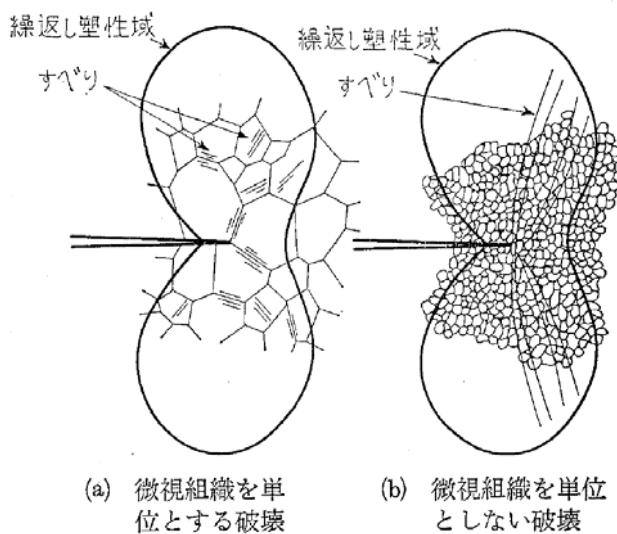 繰返し塑性域
すべり
繰返し塑性域
すべり
(a) 微視組織を単
位とする破壊
(b) 微視組織を単位
としない破壊